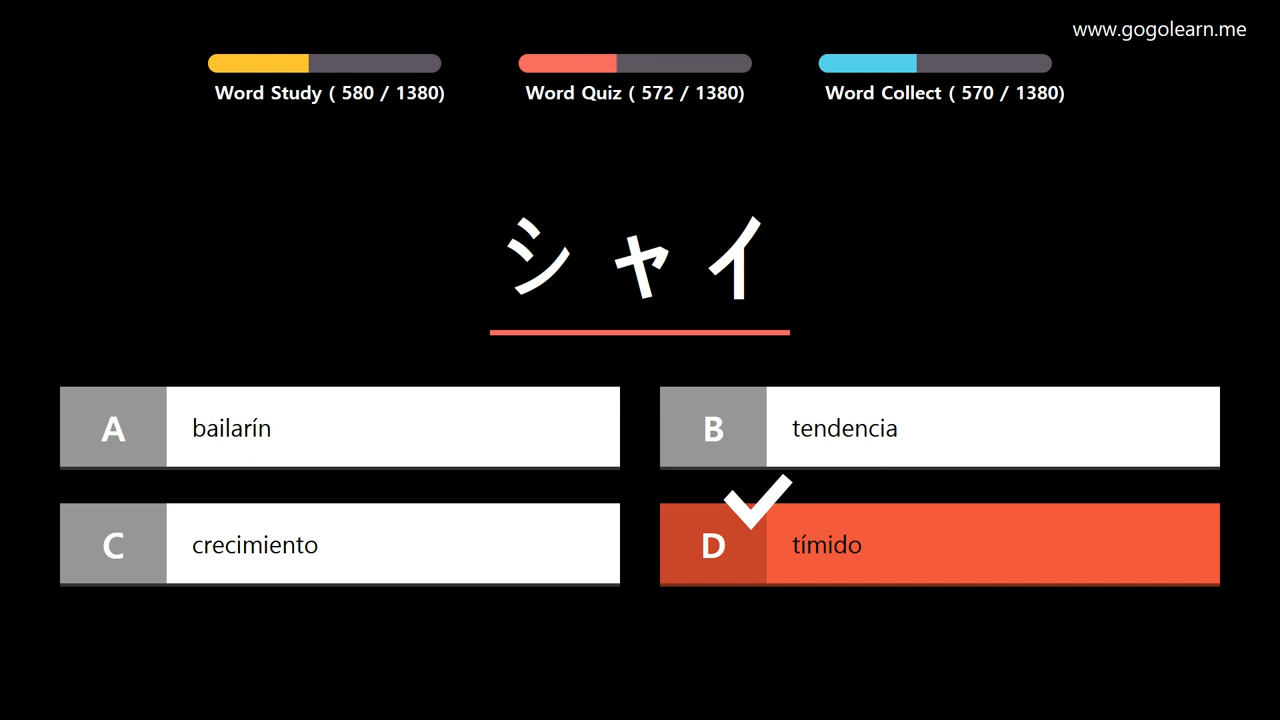 www.gogolearn.me
Word Study ( 580 / 1380)
Word Quiz ( 572 / 1380)
Word Collect ( 570 / 1380)
シャイ
A bailarín
B tendencia
C crecimiento
D tímido